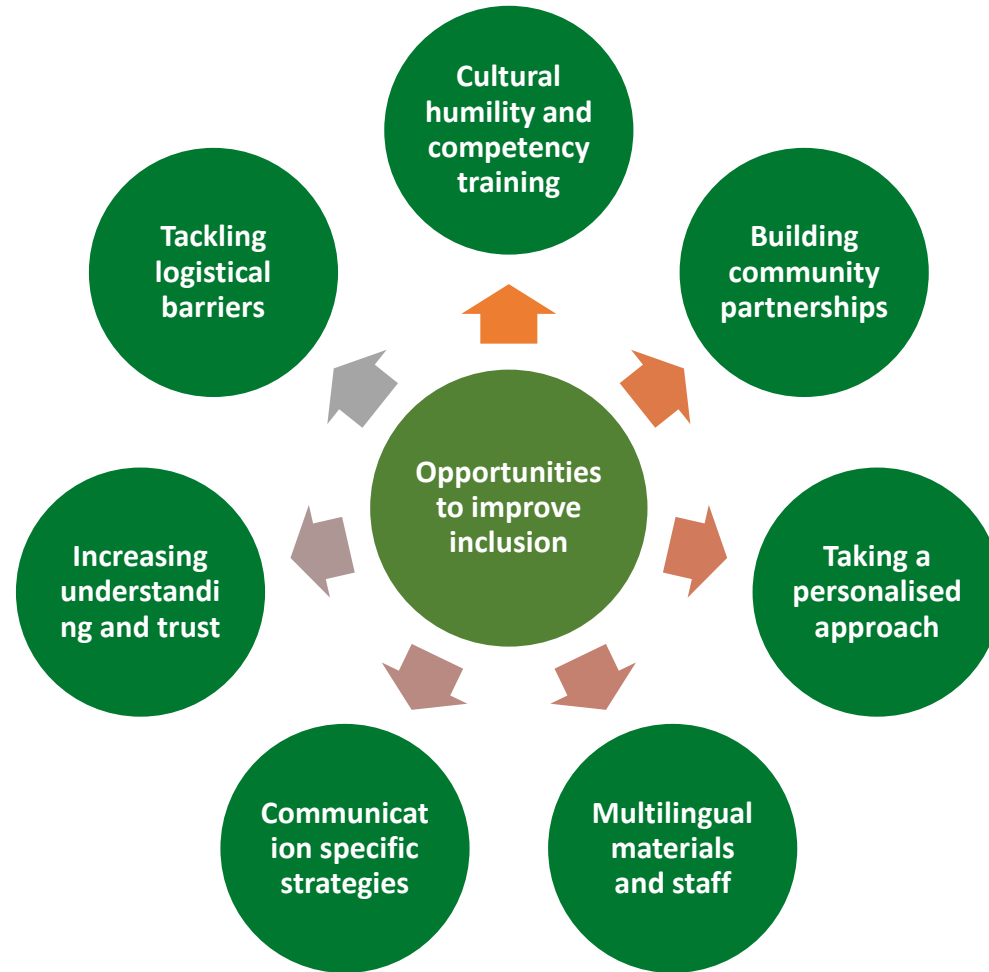 Cultural
humility and
competency
training
Building
community
partnerships
Taking a
personalised
approach
Multilingual
materials
and staff
Communicat
ion specific
strategies
Increasing
understandi
ng and trust
Tackling
logistical
barriers
Opportunities
to improve
inclusion